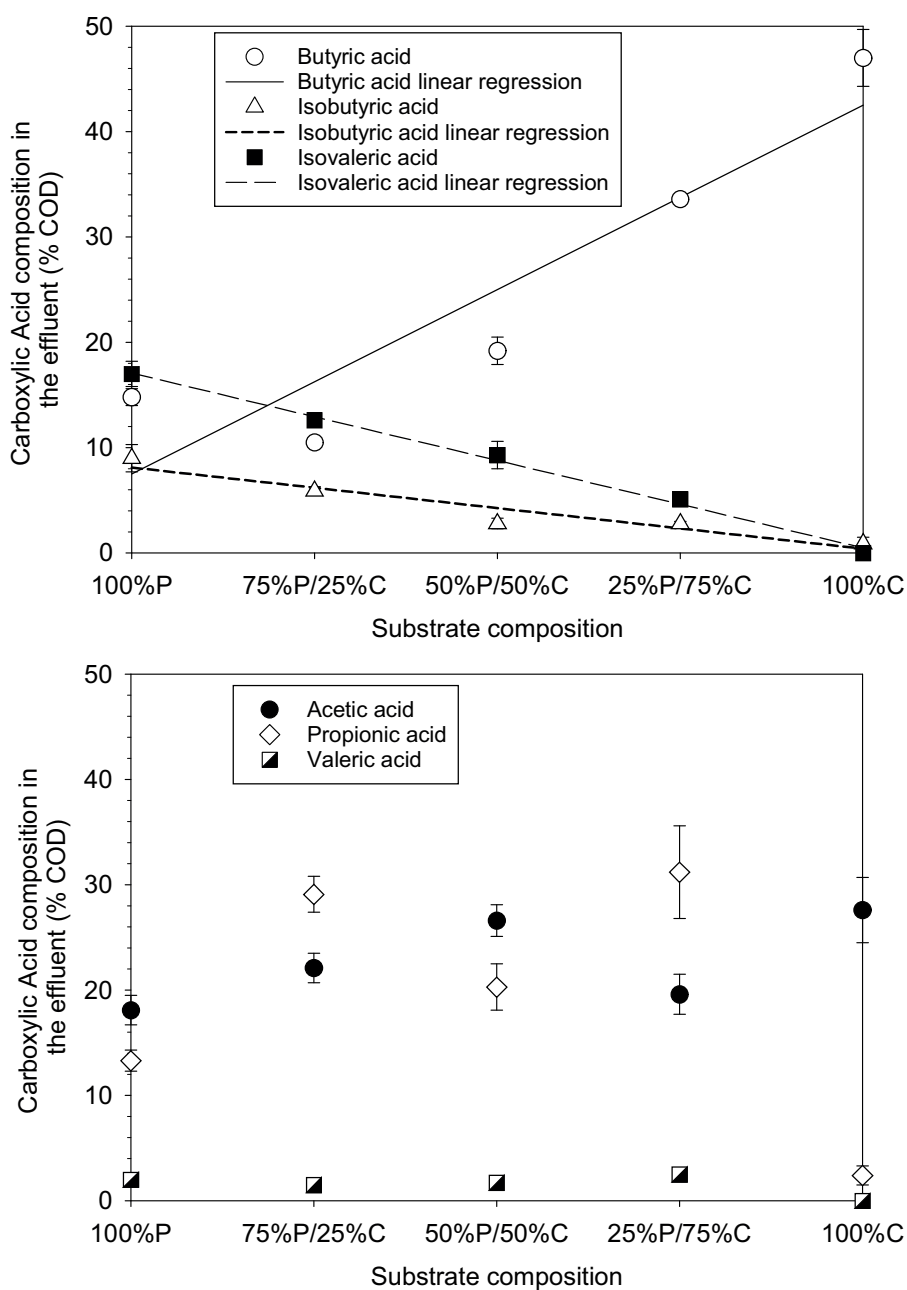 Carboxylic Acid composition in
the effluent (% COD)
50
40
30
20
10
0
Butyric acid
Butyric acid linear regression
Isobutyric acid
Isobutyric acid linear regression
Isovaleric acid
Isovaleric acid linear regression
100%P 75%P/25%C 50%P/50%C 25%P/75%C 100%C
Substrate composition
Carboxylic Acid composition in
the effluent (% COD)
50
40
30
20
10
0
Acetic acid
Propionic acid
Valeric acid
100%P 75%P/25%C 50%P/50%C 25%P/75%C 100%C
Substrate composition